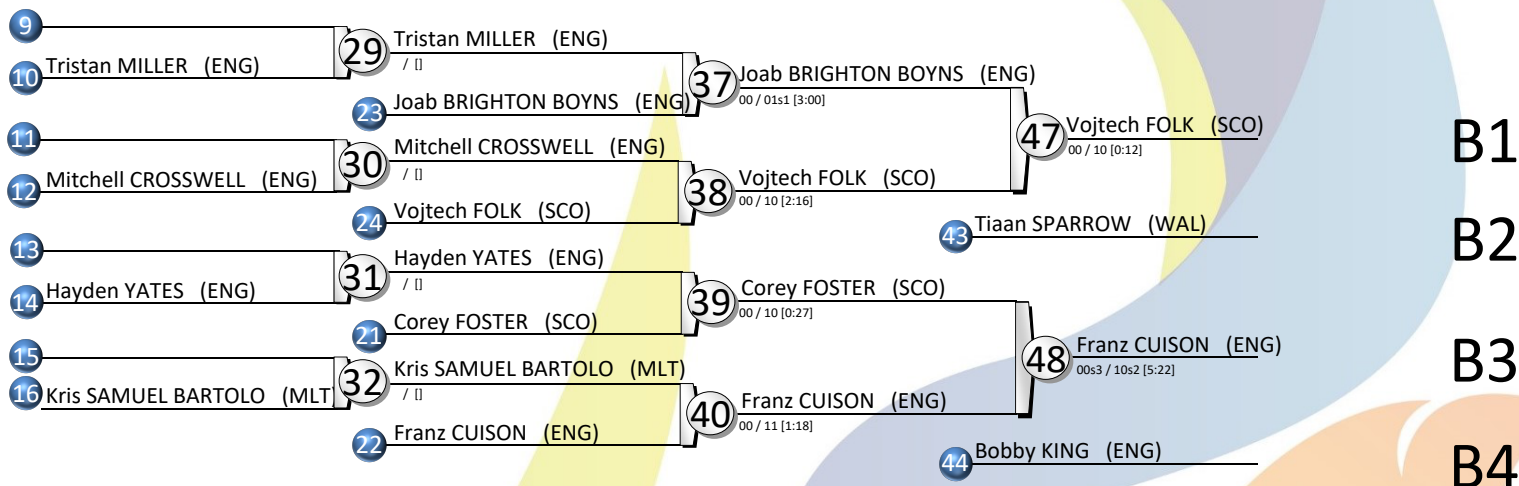 9
29
Tristan MILLER (ENG)
/ []
10
Tristan MILLER (ENG)
37
Joab BRIGHTON BOYNS (ENG)
00 / 01s1 [3:00]
23
Joab BRIGHTON BOYNS (ENG)
11
30
Mitchell CROSSWELL (ENG)
/ []
12
Mitchell CROSSWELL (ENG)
47
Vojtech FOLK (SCO)
00 / 10 [0:12]
B1
38
Vojtech FOLK (SCO)
00 / 10 [2:16]
24
Vojtech FOLK (SCO)
43
Tiaan SPARROW (WAL)
B2
13
31
Hayden YATES (ENG)
/ []
14
Hayden YATES (ENG)
39
Corey FOSTER (SCO)
00 / 10 [0:27]
21
Corey FOSTER (SCO)
15
32
Kris SAMUEL BARTOLO (MLT)
/ []
16
Kris SAMUEL BARTOLO (MLT)
48
Franz CUISON (ENG)
00s3 / 10s2 [5:22]
B3
40
Franz CUISON (ENG)
00 / 11 [1:18]
22
Franz CUISON (ENG)
44
Bobby KING (ENG)
B4